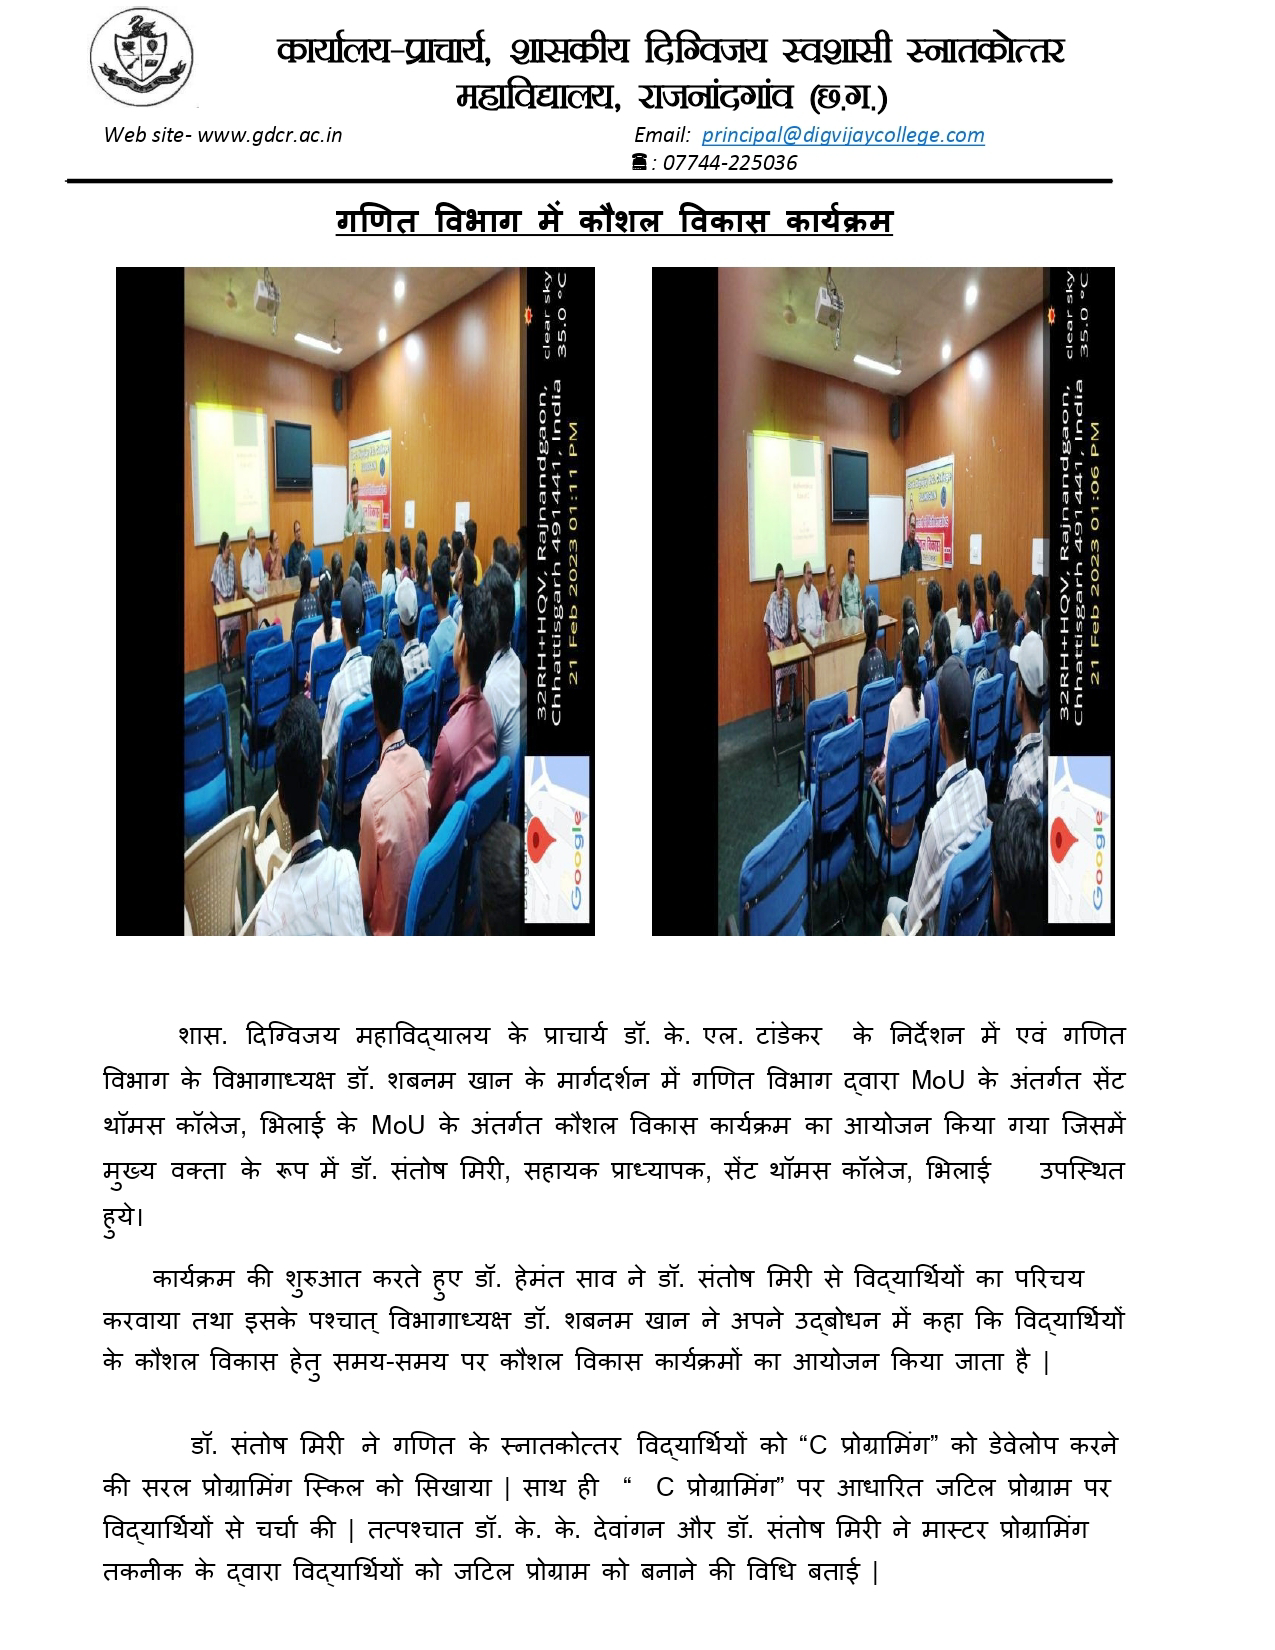 कार्यालय-प्राचार्य, शासकीय दिग्विजय स्वशासी स्नातकोत्तर
महाविद्यालय, राजनांदगांव (छ.ग.)
Web site- www.gdcr.ac.in Email: principal@digvijaycollege.com
☎: 07744-225036
गणित विभाग में कौशल विकास कार्यक्रम
32RH+HQV, Rajnandgaon,
Chhattisgarh 491441, India
21 Feb 2023 01:11 PM
clear sky
35.0 °C
Google
32RH+HQV, Rajnandgaon,
Chhattisgarh 491441, India
21 Feb 2023 01:06 PM
clear sky
35.0 °C
Google
शास. दिग्विजय महाविद्यालय के प्राचार्य डॉ. के. एल. टांडेकर के निर्देशन में एवं गणित
विभाग के विभागाध्यक्ष डॉ. शबनम खान के मार्गदर्शन में गणित विभाग द्वारा MoU के अंतर्गत सेंट
थॉमस कॉलेज, भिलाई के MoU के अंतर्गत कौशल विकास कार्यक्रम का आयोजन किया गया जिसमें
मुख्य वक्ता के रूप में डॉ. संतोष मिरी, सहायक प्राध्यापक, सेंट थॉमस कॉलेज, भिलाई उपस्थित
हुये।
कार्यक्रम की शुरुआत करते हुए डॉ. हेमंत साव ने डॉ. संतोष मिरी से विद्यार्थियों का परिचय
करवाया तथा इसके पश्चात् विभागाध्यक्ष डॉ. शबनम खान ने अपने उद्बोधन में कहा कि विद्यार्थियों
के कौशल विकास हेतु समय-समय पर कौशल विकास कार्यक्रमों का आयोजन किया जाता है |
डॉ. संतोष मिरी ने गणित के स्नातकोत्तर विद्यार्थियों को “C प्रोग्रामिंग” को डेवेलोप करने
की सरल प्रोग्रामिंग स्किल को सिखाया | साथ ही “ C प्रोग्रामिंग” पर आधारित जटिल प्रोग्राम पर
विद्यार्थियों से चर्चा की | तत्पश्चात डॉ. के. के. देवांगन और डॉ. संतोष मिरी ने मास्टर प्रोग्रामिंग
तकनीक के द्वारा विद्यार्थियों को जटिल प्रोग्राम को बनाने की विधि बताई |